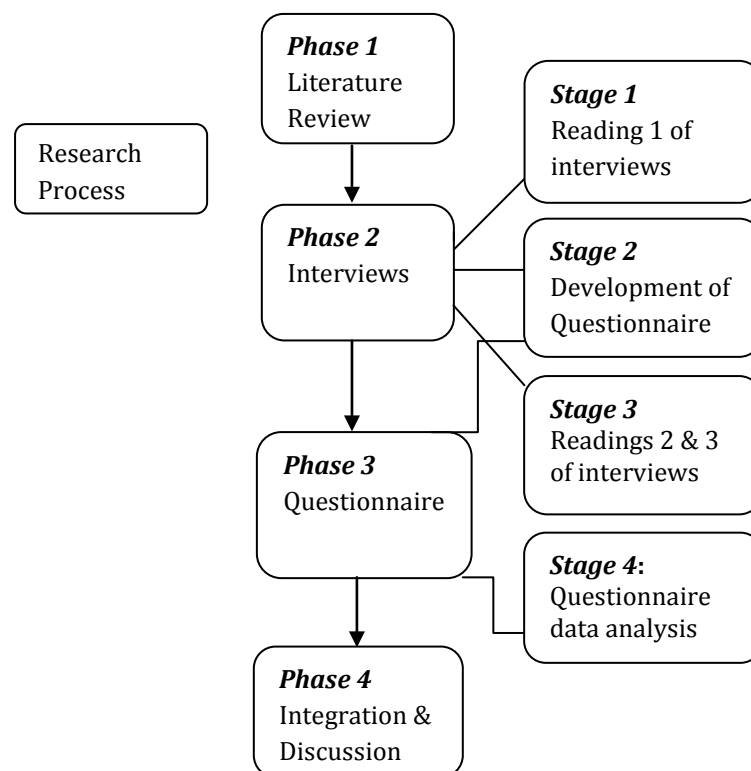 Phase 1
Literature
Review
Research
Process
Stage 1
Reading 1 of
interviews
Phase 2
Interviews
Stage 2
Development of
Questionnaire
Stage 3
Readings 2 & 3
of interviews
Phase 3
Questionnaire
Stage 4:
Questionnaire
data analysis
Phase 4
Integration &
Discussion